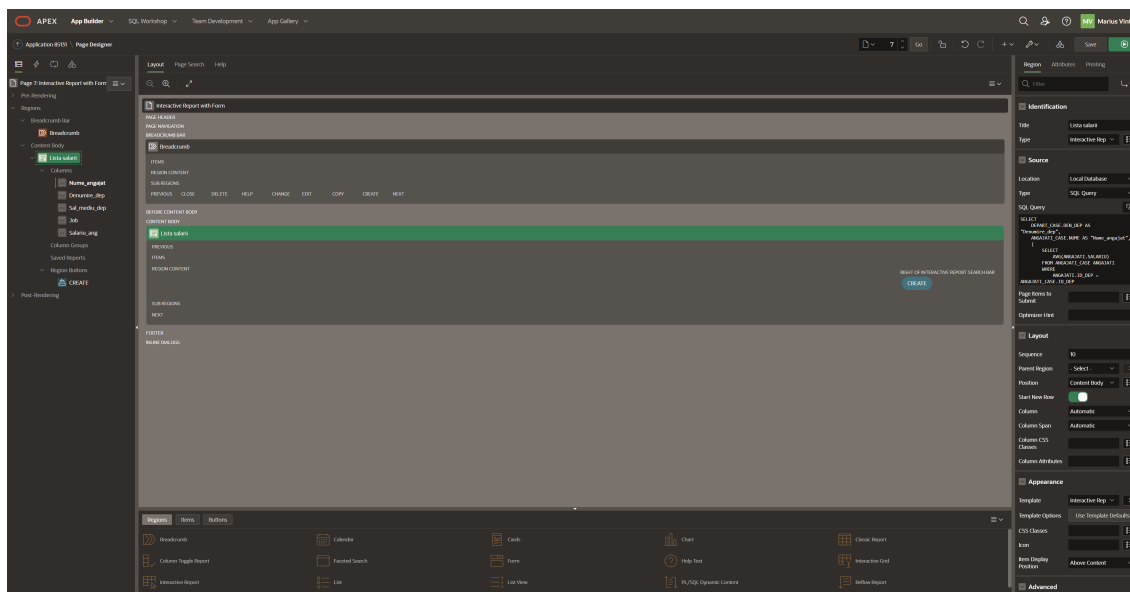 APEX App Builder SQL Workshop Team Development App Gallery MV Marius Vint
Application 85131 \ Page Designer 7 Go Save
Layout Page Search Help
Region Attributes Printing
Page 7: Interactive Report with Form
Pre-Rendering
Regions
Breadcrumb Bar
Breadcrumb
Content Body
Lista salarii
Columns
Nume_angajat
Denumire_dep
Sal_mediu_dep
Job
Salariu_ang
Column Groups
Saved Reports
Region Buttons
CREATE
Post-Rendering
Interactive Report with Form
PAGE HEADER
PAGE NAVIGATION
BREADCRUMB BAR
Breadcrumb
ITEMS
REGION CONTENT
SUB REGIONS
PREVIOUS CLOSE DELETE HELP CHANGE EDIT COPY CREATE NEXT
BEFORE CONTENT BODY
CONTENT BODY
Lista salarii
PREVIOUS
ITEMS
REGION CONTENT
RIGHT OF INTERACTIVE REPORT SEARCH BAR
CREATE
SUB REGIONS
NEXT
FOOTER
INLINE DIALOGS
Regions Items Buttons
Breadcrumb Calendar Cards Chart Classic Report
Column Toggle Report Faceted Search Form Help Text Interactive Grid
Interactive Report List List View PL/SQL Dynamic Content Reflow Report
Filter
Identification
Title Lista salarii
Type Interactive Rep
Source
Location Local Database
Type SQL Query
SQL Query
SELECT
DEPART_CASE.DEN_DEP AS
"Denumire_dep",
ANGAJATI_CASE.NUME AS "Nume_angajat",
(
SELECT
AVG(ANGAJATI.SALARIU)
FROM ANGAJATI_CASE ANGAJATI
WHERE
ANGAJATI.ID_DEP =
ANGAJATI_CASE.ID_DEP
Page Items to
Submit
Optimizer Hint
Layout
Sequence 10
Parent Region - Select -
Position Content Body
Start New Row
Column Automatic
Column Span Automatic
Column CSS
Classes
Column Attributes
Appearance
Template Interactive Rep
Template Options Use Template Defaults
CSS Classes
Icon
Item Display
Position Above Content
Advanced